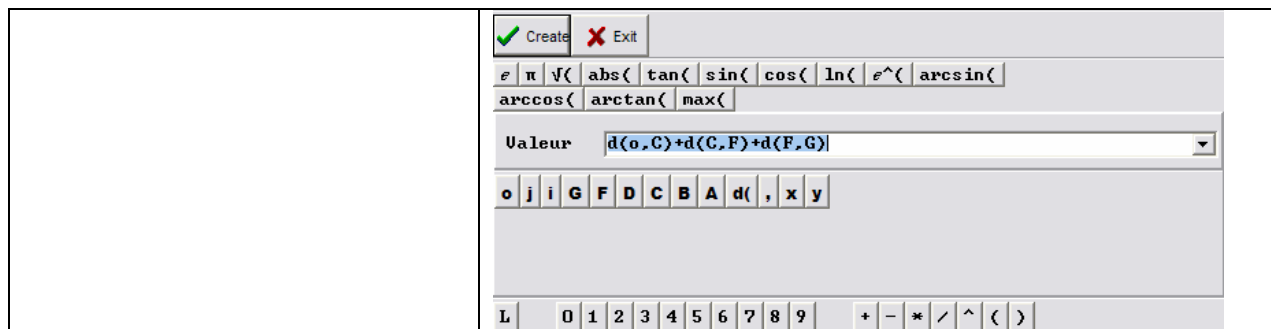 Create Exit
e π √( abs( tan( sin( cos( ln( e^( arcsin(
arccos( arctan( max(
Valeur d(o,C)+d(C,F)+d(F,G)
o j i G F D C B A d( , x y
L 0 1 2 3 4 5 6 7 8 9 + - * / ^ ( )